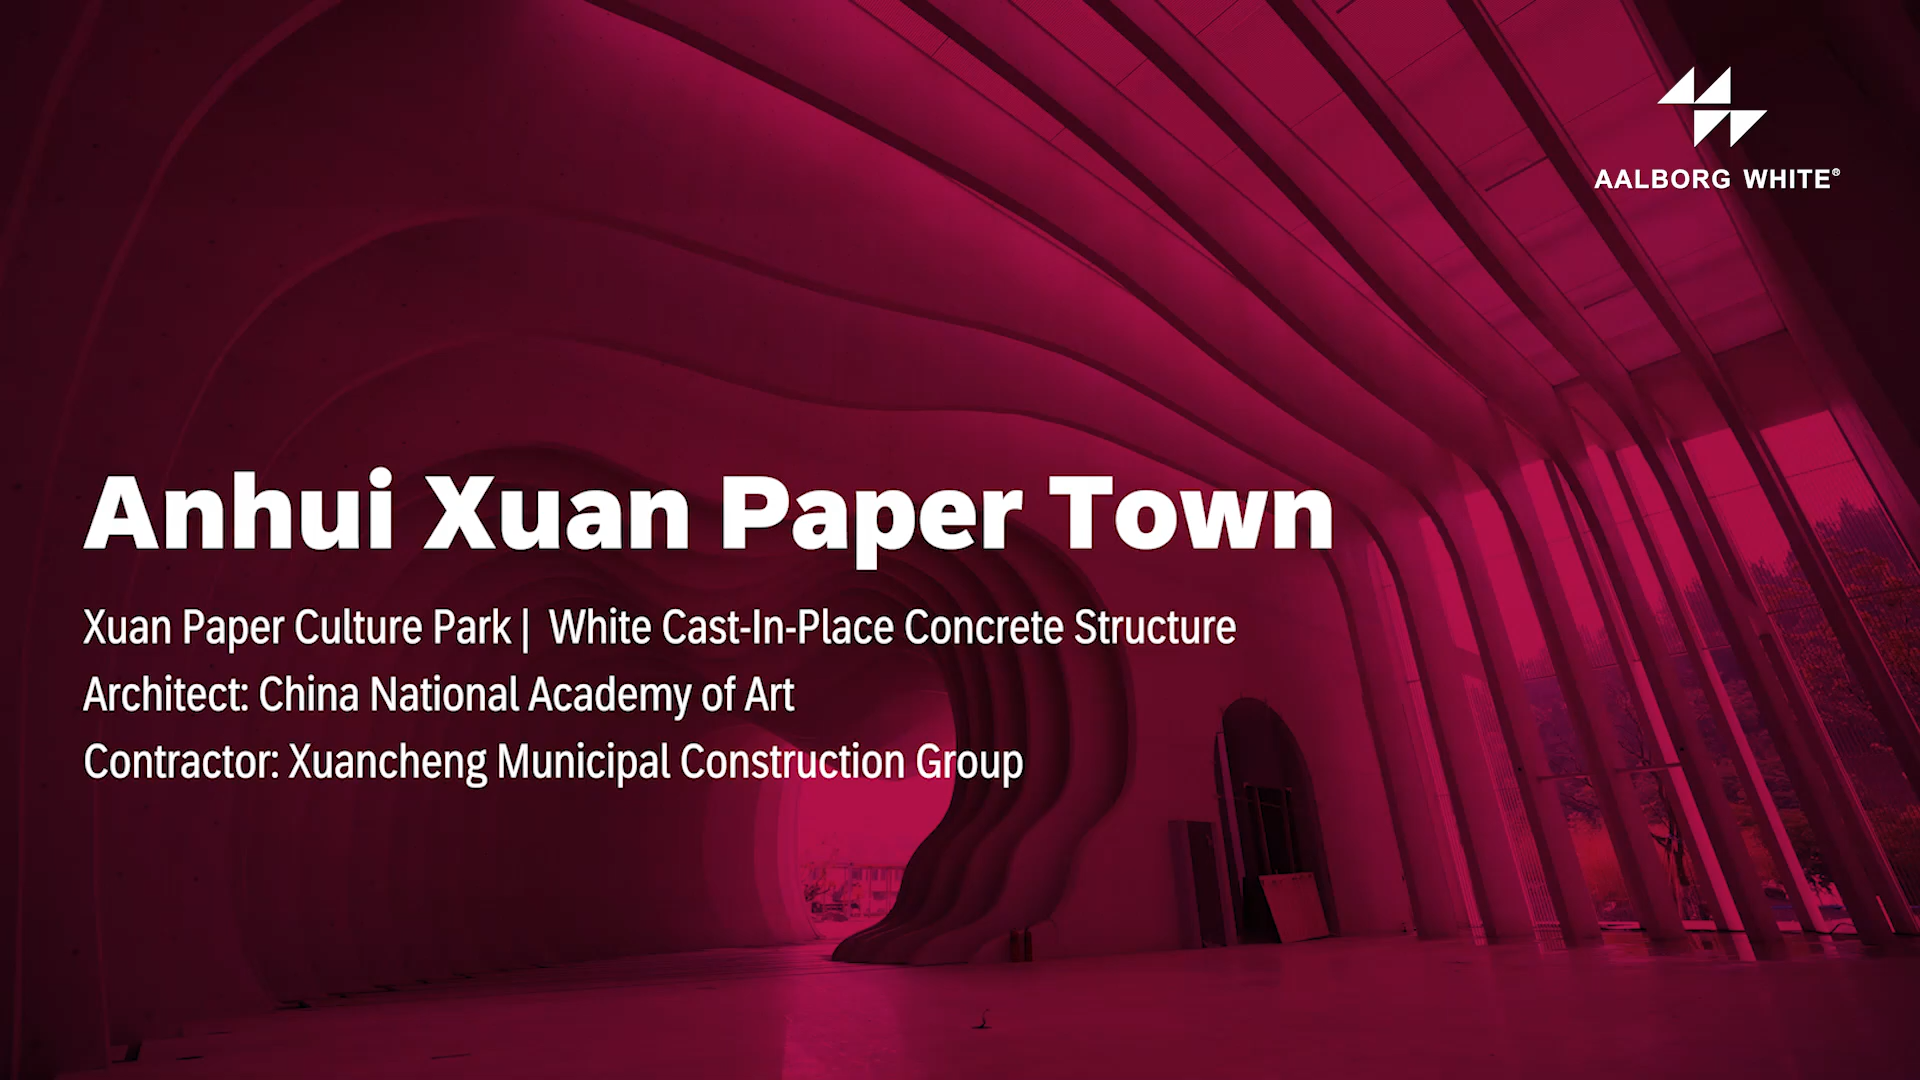 AALBORG WHITE®
Anhui Xuan Paper Town
Xuan Paper Culture Park | White Cast-In-Place Concrete Structure
Architect: China National Academy of Art
Contractor: Xuancheng Municipal Construction Group